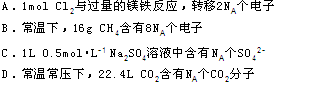 A．1mol Cl₂与过量的镁铁反应，转移2Nₐ个电子
B．常温下，16g CH₄含有8Nₐ个电子
C．1L 0.5mol·L⁻¹ Na₂SO₄溶液中含有Nₐ个SO₄²⁻
D．常温常压下，22.4L CO₂含有Nₐ个CO₂分子